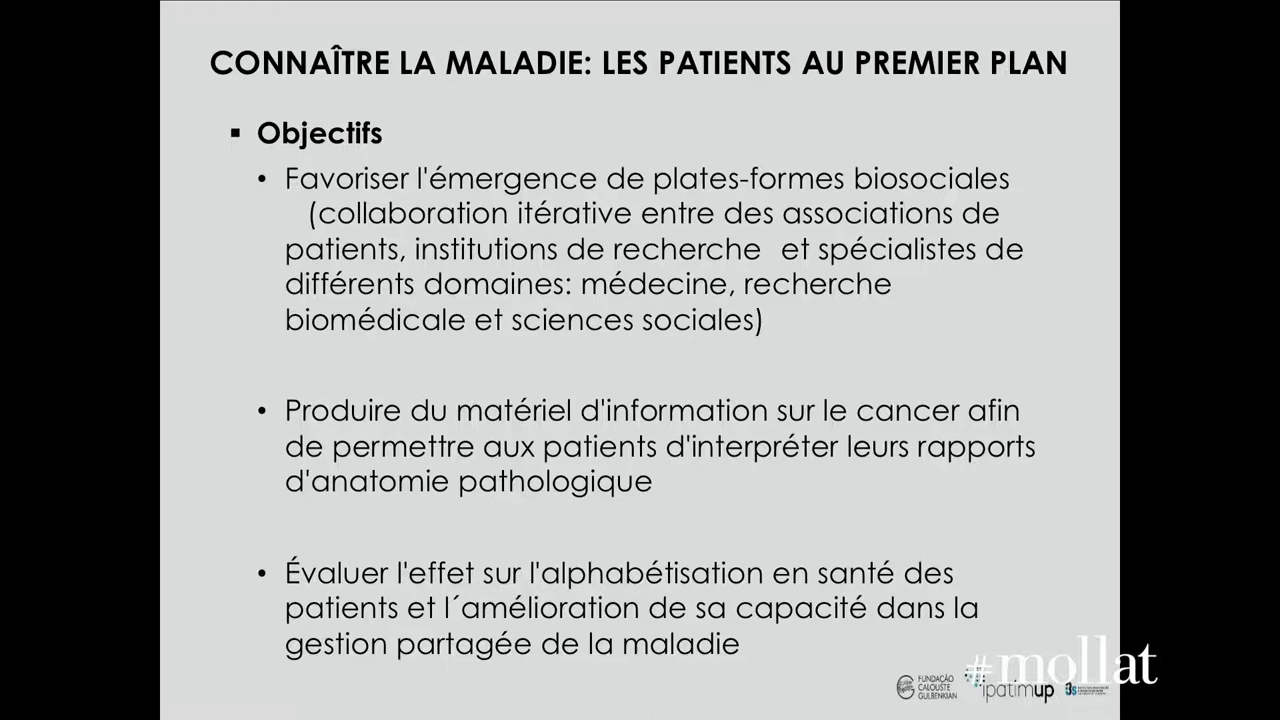 CONNAÎTRE LA MALADIE: LES PATIENTS AU PREMIER PLAN
▪ Objectifs
• Favoriser l'émergence de plates-formes biosociales
(collaboration itérative entre des associations de
patients, institutions de recherche et spécialistes de
différents domaines: médecine, recherche
biomédicale et sciences sociales)
• Produire du matériel d'information sur le cancer afin
de permettre aux patients d'interpréter leurs rapports
d'anatomie pathologique
• Évaluer l'effet sur l'alphabétisation en santé des
patients et l´amélioration de sa capacité dans la
gestion partagée de la maladie
#mollat
FUNDAÇÃO
CALOUSTE
GULBENKIAN
ipatimup
i3s